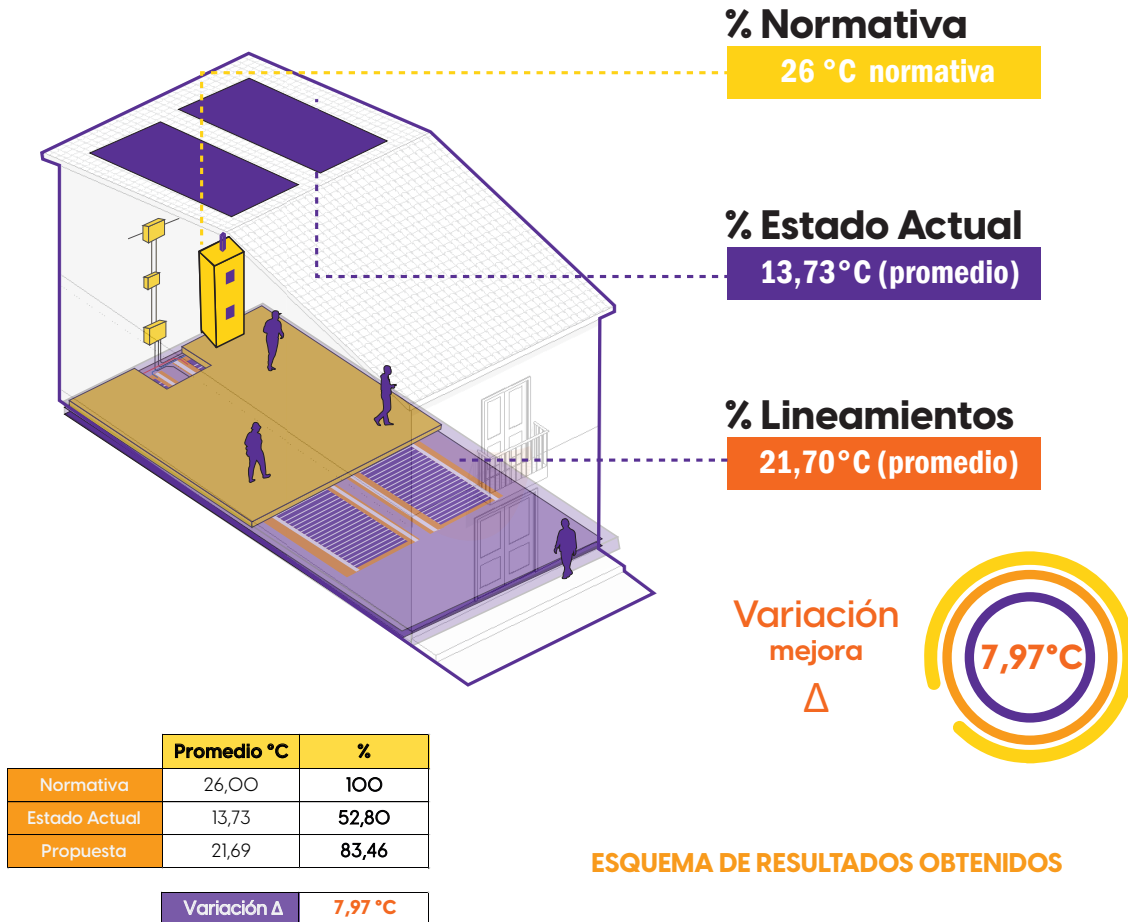 % Normativa
26 °C normativa
% Estado Actual
13,73°C (promedio)
% Lineamientos
21,70°C (promedio)
Variación
mejora
Δ
7,97°C
Promedio °C %
Normativa 26,00 100
Estado Actual 13,73 52,80
Propuesta 21,69 83,46
Variación Δ 7,97 °C
ESQUEMA DE RESULTADOS OBTENIDOS